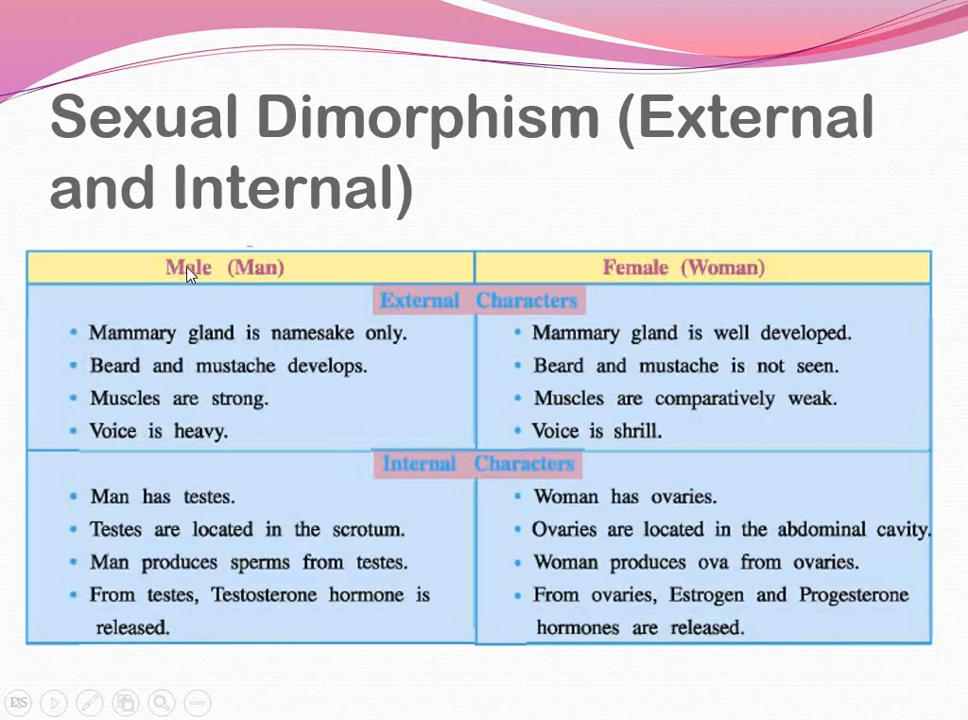 Sexual Dimorphism (External
and Internal)
Male (Man)
Female (Woman)
External Characters
• Mammary gland is namesake only.
• Beard and mustache develops.
• Muscles are strong.
• Voice is heavy.
• Mammary gland is well developed.
• Beard and mustache is not seen.
• Muscles are comparatively weak.
• Voice is shrill.
Internal Characters
• Man has testes.
• Testes are located in the scrotum.
• Man produces sperms from testes.
• From testes, Testosterone hormone is
released.
• Woman has ovaries.
• Ovaries are located in the abdominal cavity.
• Woman produces ova from ovaries.
• From ovaries, Estrogen and Progesterone
hormones are released.